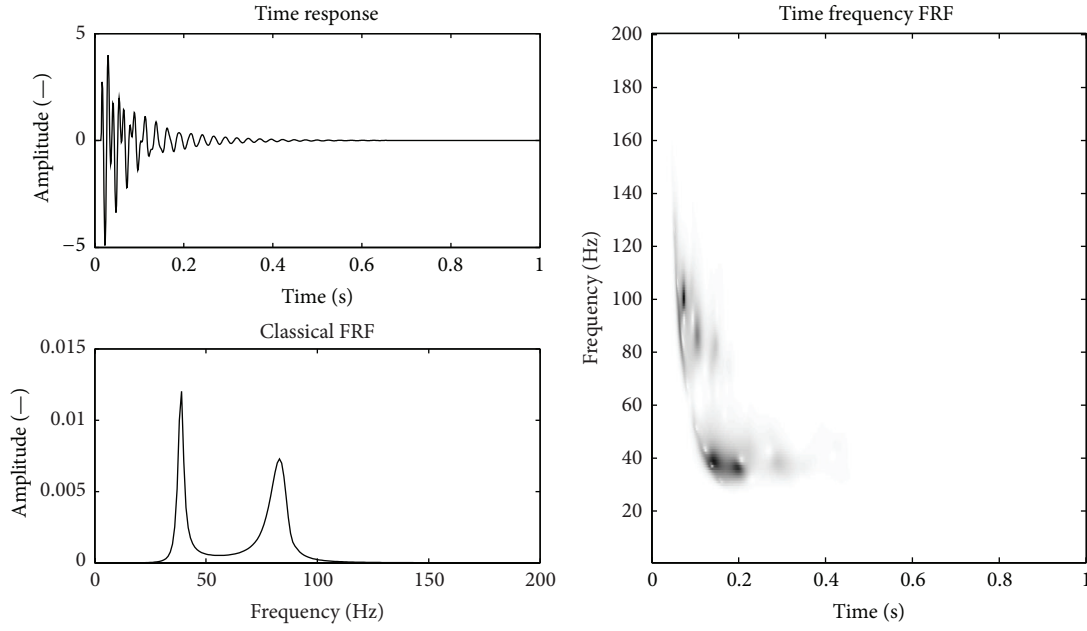 Time response
Amplitude (—)
5
0
−5
0 0.2 0.4 0.6 0.8 1
Time (s)
Classical FRF
Amplitude (—)
0.015
0.01
0.005
0
0 50 100 150 200
Frequency (Hz)
Time frequency FRF
Frequency (Hz)
200
180
160
140
120
100
80
60
40
20
0 0.2 0.4 0.6 0.8 1
Time (s)